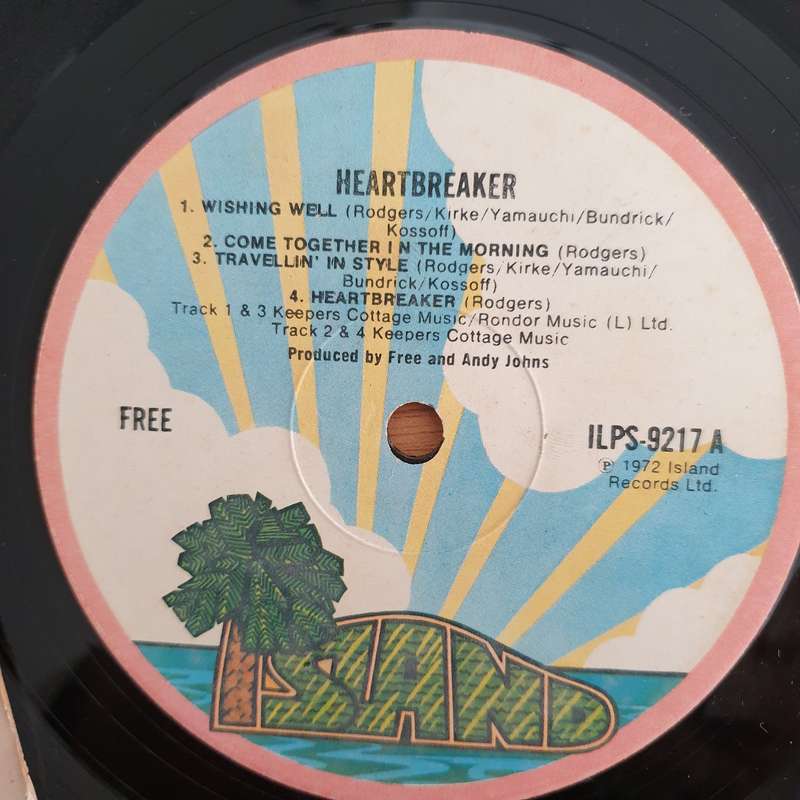 HEARTBREAKER
1. WISHING WELL (Rodgers/Kirke/Yamauchi/Bundrick/
Kossoff)
2. COME TOGETHER IN THE MORNING (Rodgers)
3. TRAVELLIN' IN STYLE (Rodgers/Kirke/Yamauchi/
Bundrick/Kossoff)
4. HEARTBREAKER (Rodgers)
Track 1 & 3 Keepers Cottage Music/Rondor Music (L) Ltd.
Track 2 & 4 Keepers Cottage Music
Produced by Free and Andy Johns
FREE
ILPS-9217 A
℗ 1972 Island
Records Ltd.
ISLAND